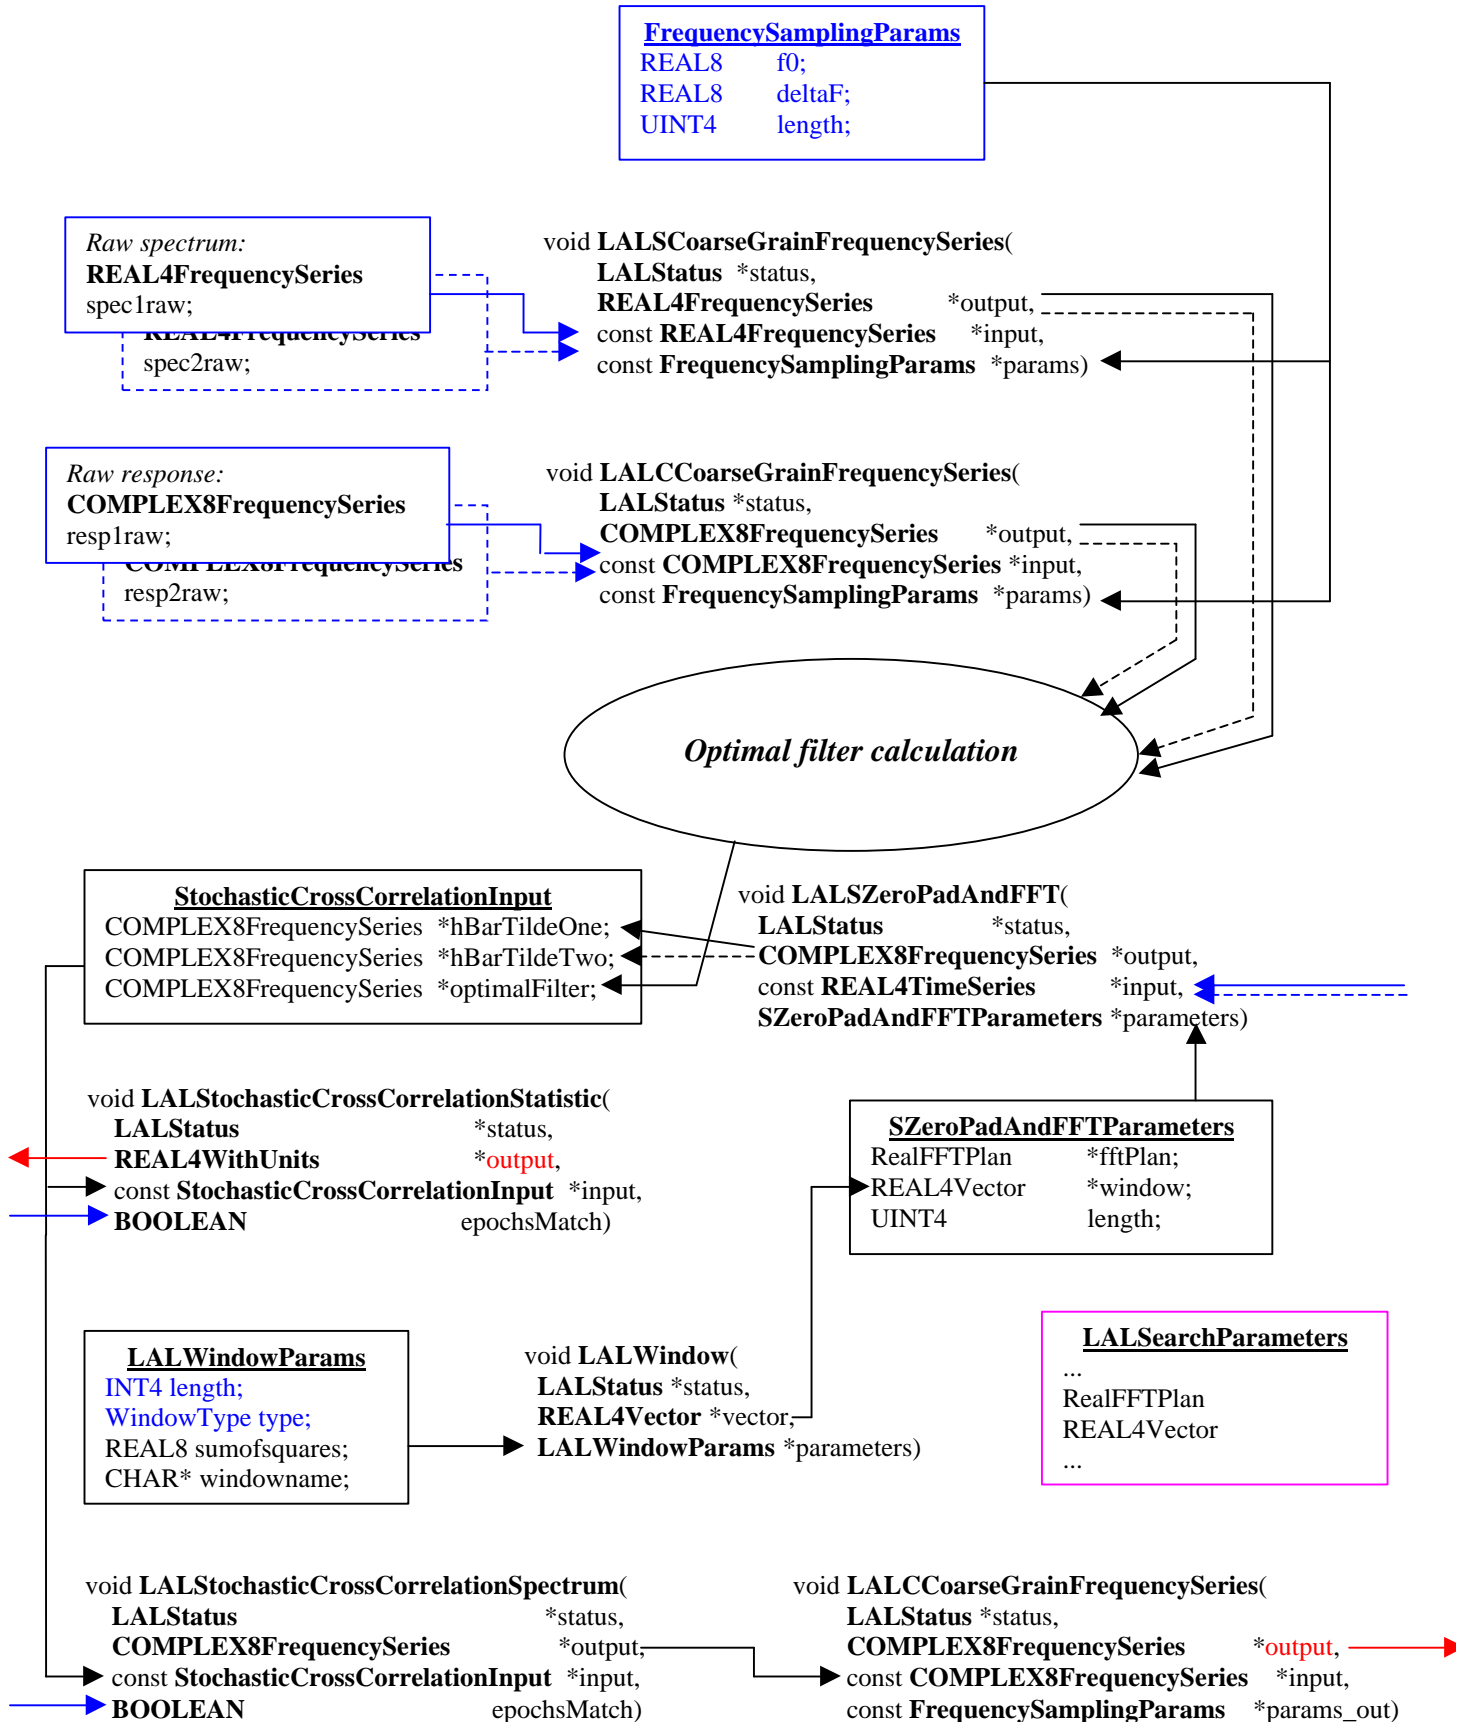 FrequencySamplingParams
REAL8 f0;
REAL8 deltaF;
UINT4 length;
Raw spectrum:
REAL4FrequencySeries
spec1raw;
REAL4FrequencySeries
spec2raw;
void LALSCoarseGrainFrequencySeries(
LALStatus *status,
REAL4FrequencySeries *output,
const REAL4FrequencySeries *input,
const FrequencySamplingParams *params)
Raw response:
COMPLEX8FrequencySeries
resp1raw;
COMPLEX8FrequencySeries
resp2raw;
void LALCCoarseGrainFrequencySeries(
LALStatus *status,
COMPLEX8FrequencySeries *output,
const COMPLEX8FrequencySeries *input,
const FrequencySamplingParams *params)
Optimal filter calculation
StochasticCrossCorrelationInput
COMPLEX8FrequencySeries *hBarTildeOne;
COMPLEX8FrequencySeries *hBarTildeTwo;
COMPLEX8FrequencySeries *optimalFilter;
void LALSZeroPadAndFFT(
LALStatus *status,
COMPLEX8FrequencySeries *output,
const REAL4TimeSeries *input,
SZeroPadAndFFTParameters *parameters)
void LALStochasticCrossCorrelationStatistic(
LALStatus *status,
REAL4WithUnits *output,
const StochasticCrossCorrelationInput *input,
BOOLEAN epochsMatch)
SZeroPadAndFFTParameters
RealFFTPlan *fftPlan;
REAL4Vector *window;
UINT4 length;
LALWindowParams
INT4 length;
WindowType type;
REAL8 sumofsquares;
CHAR* windowname;
void LALWindow(
LALStatus *status,
REAL4Vector *vector,
LALWindowParams *parameters)
LALSearchParameters
...
RealFFTPlan
REAL4Vector
...
void LALStochasticCrossCorrelationSpectrum(
LALStatus *status,
COMPLEX8FrequencySeries *output,
const StochasticCrossCorrelationInput *input,
BOOLEAN epochsMatch)
void LALCCoarseGrainFrequencySeries(
LALStatus *status,
COMPLEX8FrequencySeries *output,
const COMPLEX8FrequencySeries *input,
const FrequencySamplingParams *params_out)